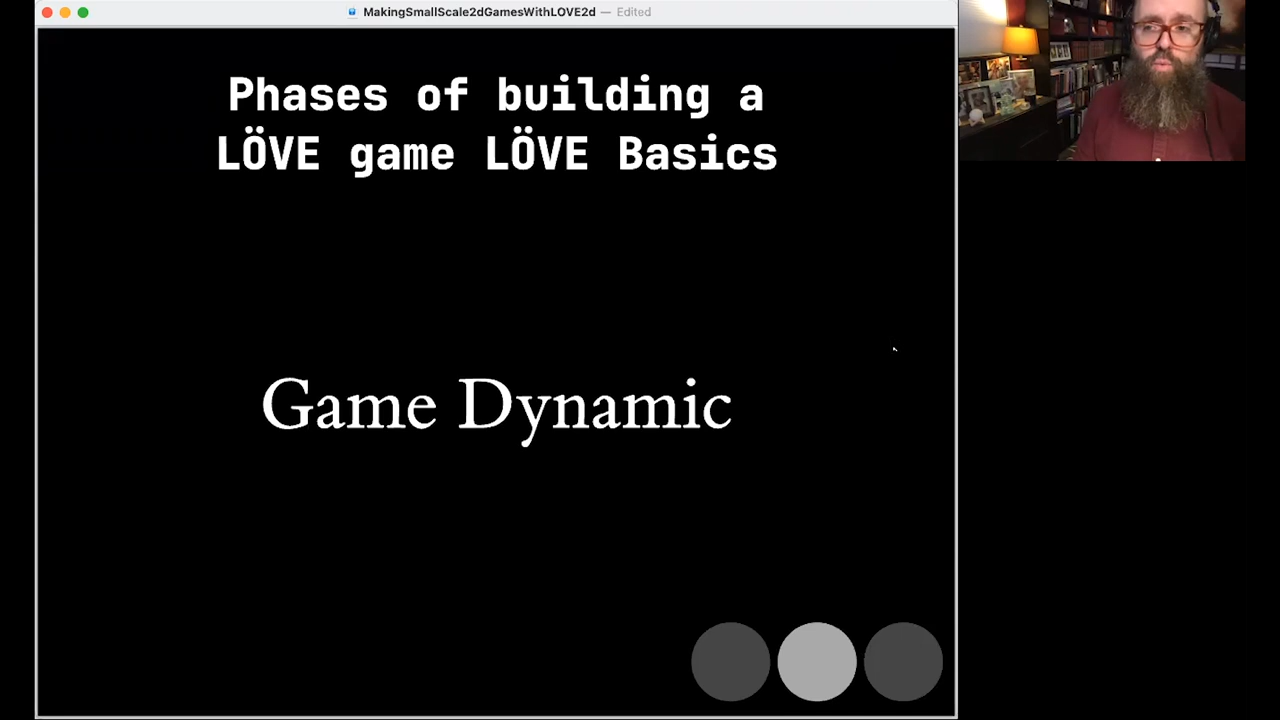 MakingSmallScale2dGamesWithLOVE2d — Edited
Phases of building a
LÖVE game LÖVE Basics
Game Dynamic